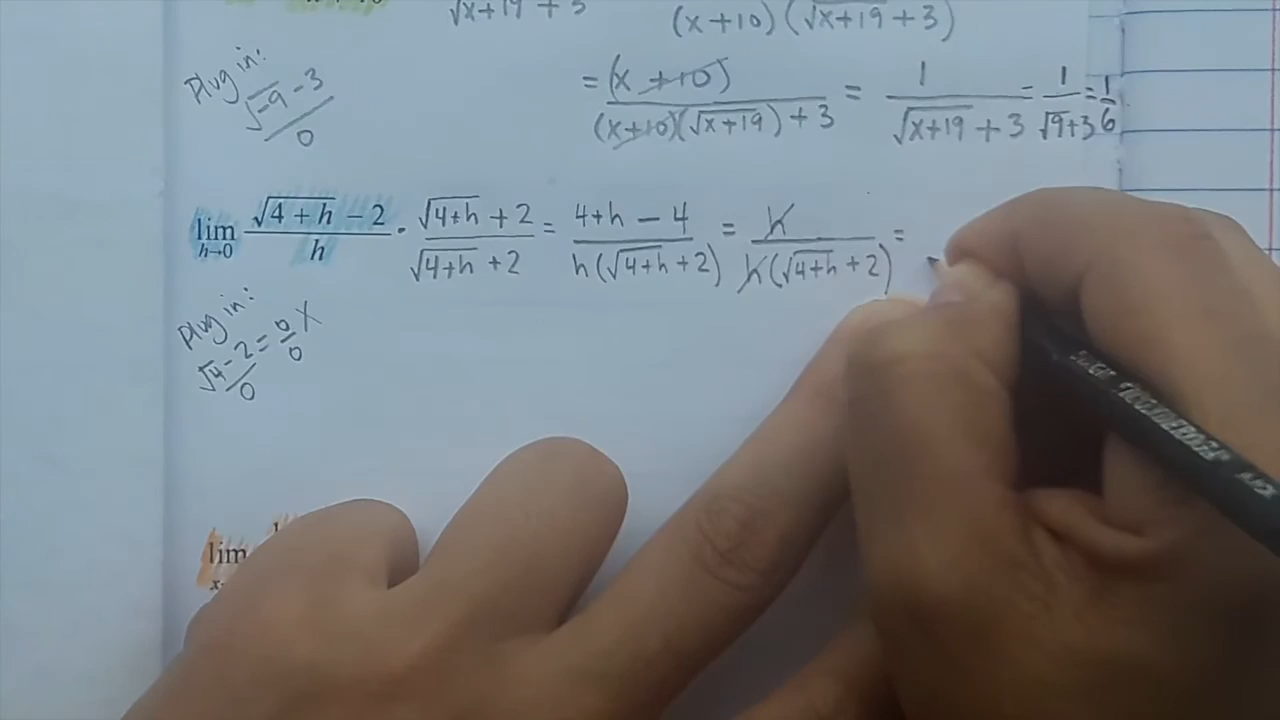 √x+19 + 3
(x+10)(√x+19 + 3)
Plug in:
√-9 - 3 / 0
= (x+10) / (x+10)(√x+19) + 3 = 1 / √x+19 + 3 = 1 / √9+3 = 1 / 6
lim h→0 √4+h - 2 / h · √4+h + 2 / √4+h + 2 = 4+h - 4 / h(√4+h + 2) = h / h(√4+h + 2) =
Plug in:
√4 - 2 / 0 = 0 / 0 X
lim